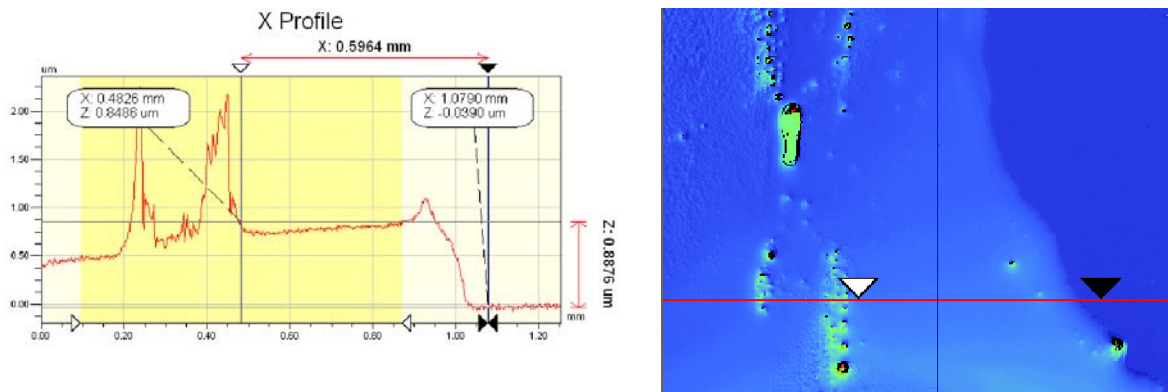 X Profile
X: 0.5964 mm
um
X: 0.4826 mm
Z: 0.8486 um
X: 1.0790 mm
Z: -0.0390 um
2.00
1.50
1.00
0.50
0.00
Z: 0.8876 um
mm
0.00
0.20
0.40
0.60
0.80
1.00
1.20